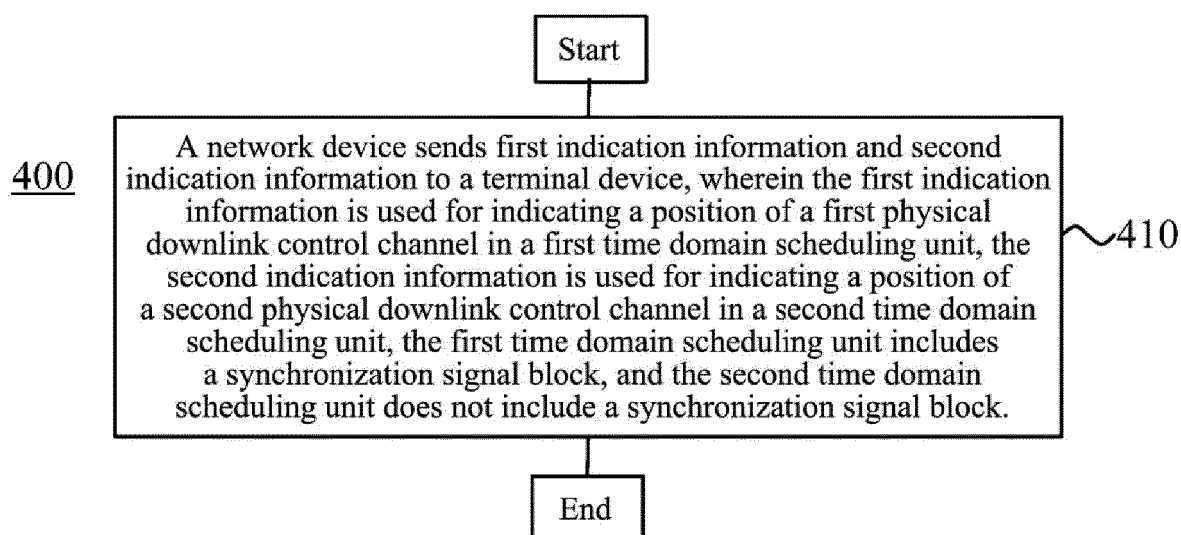 Start
A network device sends first indication information and second
indication information to a terminal device, wherein the first indication
information is used for indicating a position of a first physical
downlink control channel in a first time domain scheduling unit, the
second indication information is used for indicating a position of
a second physical downlink control channel in a second time domain
scheduling unit, the first time domain scheduling unit includes
a synchronization signal block, and the second time domain
scheduling unit does not include a synchronization signal block.
400
410
End